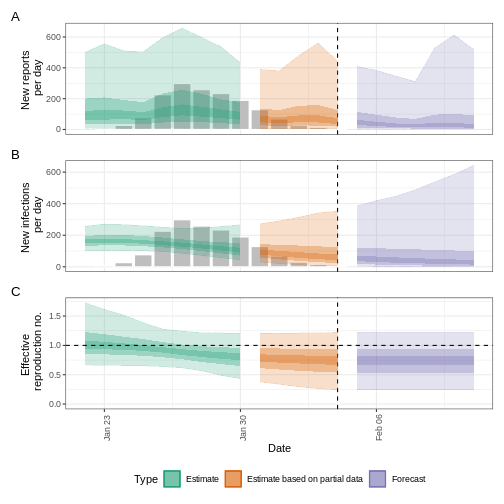 A
New reports
per day
600
400
200
0
B
New infections
per day
600
400
200
0
C
Effective
reproduction no.
1.5
1.0
0.5
0.0
Jan 23
Jan 30
Feb 06
Date
Type
Estimate
Estimate based on partial data
Forecast